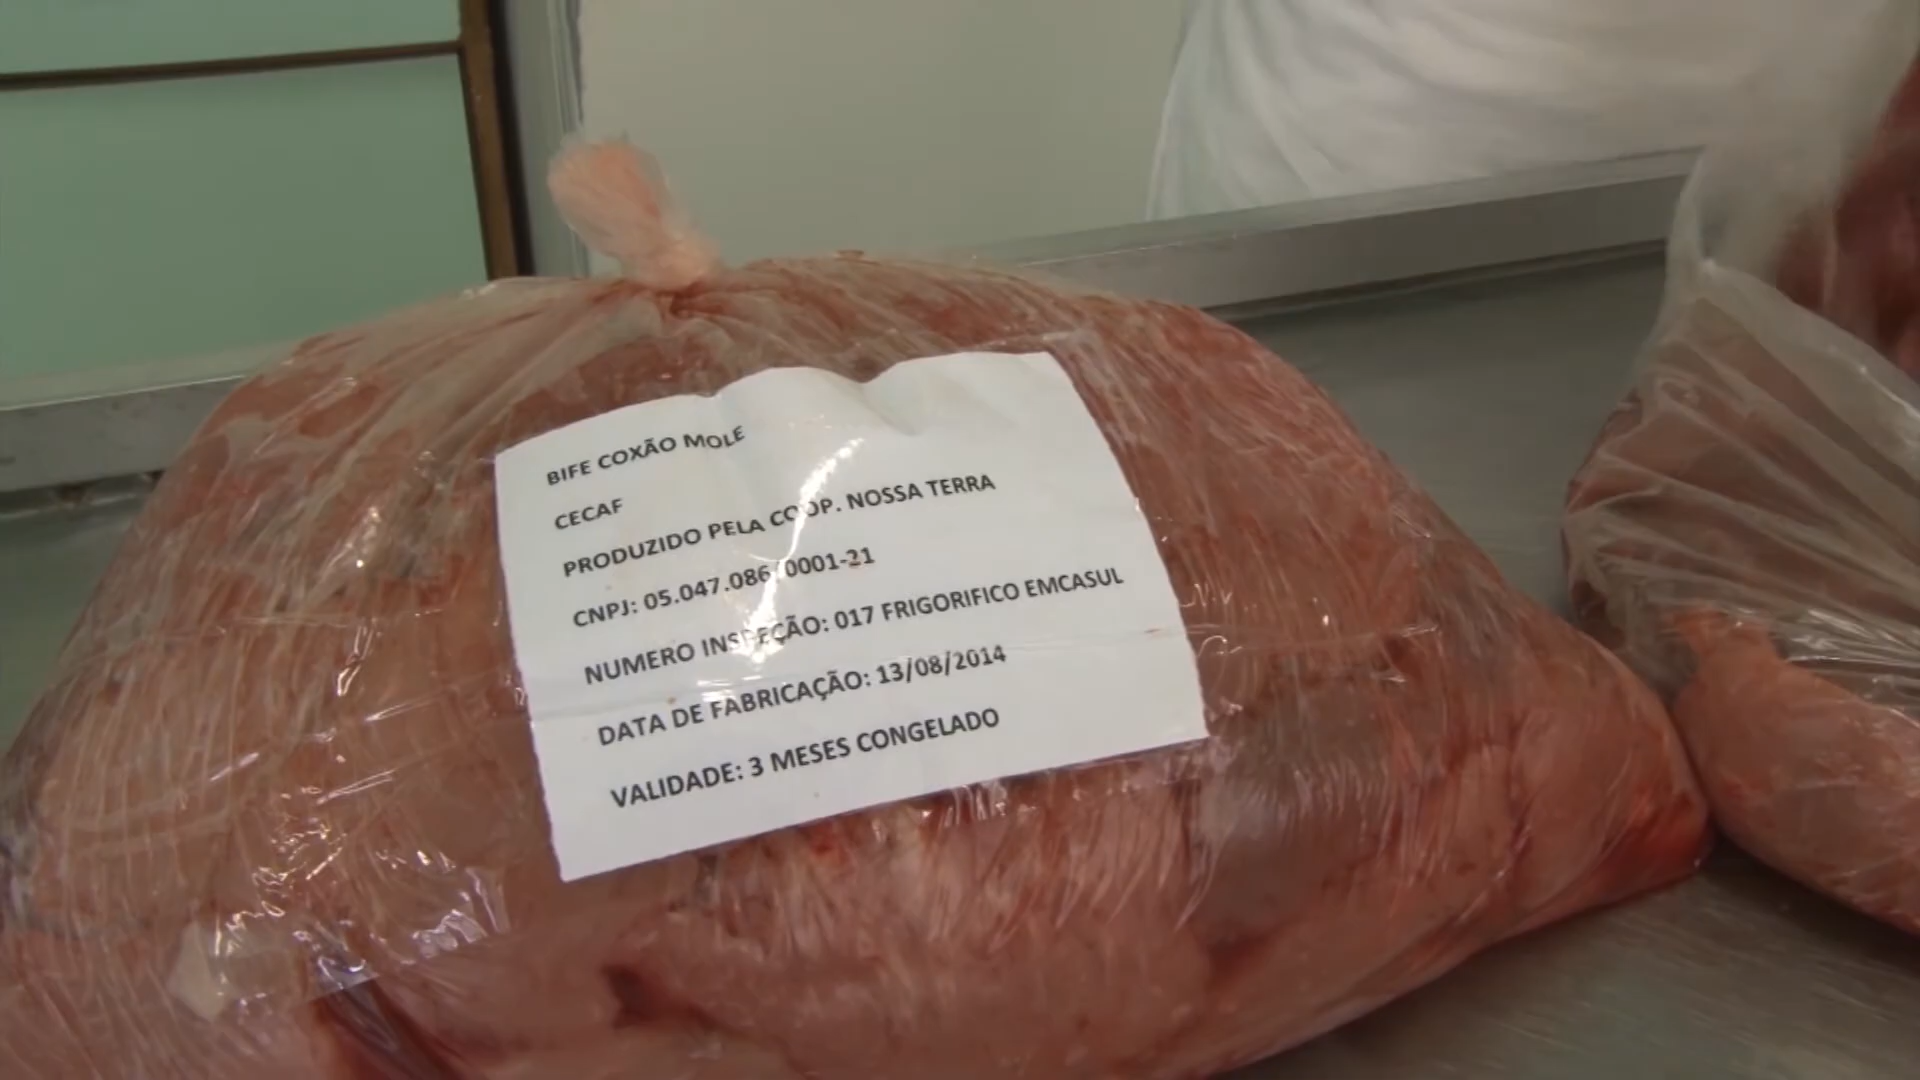 BIFE COXÃO MOLE
CECAF
PRODUZIDO PELA COOP. NOSSA TERRA
CNPJ: 05.047.086/0001-21
NUMERO INSPEÇÃO: 017 FRIGORIFICO EMCASUL
DATA DE FABRICAÇÃO: 13/08/2014
VALIDADE: 3 MESES CONGELADO